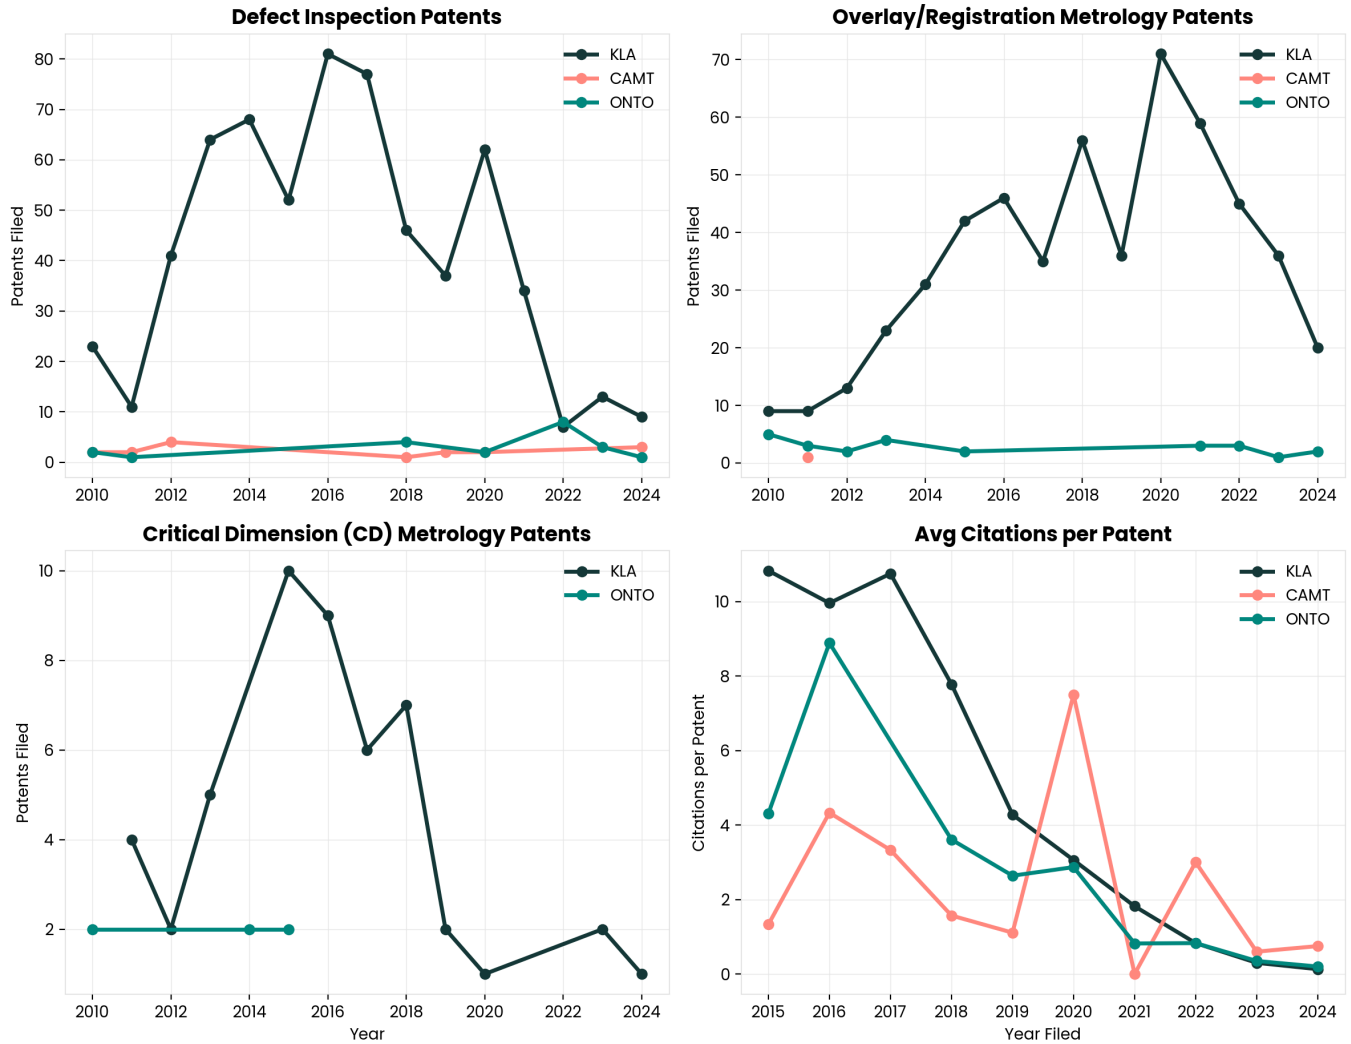 Defect Inspection Patents
Patents Filed
80
70
60
50
40
30
20
10
0
2010 2012 2014 2016 2018 2020 2022 2024
KLA
CAMT
ONTO
Overlay/Registration Metrology Patents
Patents Filed
70
60
50
40
30
20
10
0
2010 2012 2014 2016 2018 2020 2022 2024
KLA
CAMT
ONTO
Critical Dimension (CD) Metrology Patents
Patents Filed
10
8
6
4
2
2010 2012 2014 2016 2018 2020 2022 2024
Year
KLA
ONTO
Avg Citations per Patent
Citations per Patent
10
8
6
4
2
0
2015 2016 2017 2018 2019 2020 2021 2022 2023 2024
Year Filed
KLA
CAMT
ONTO